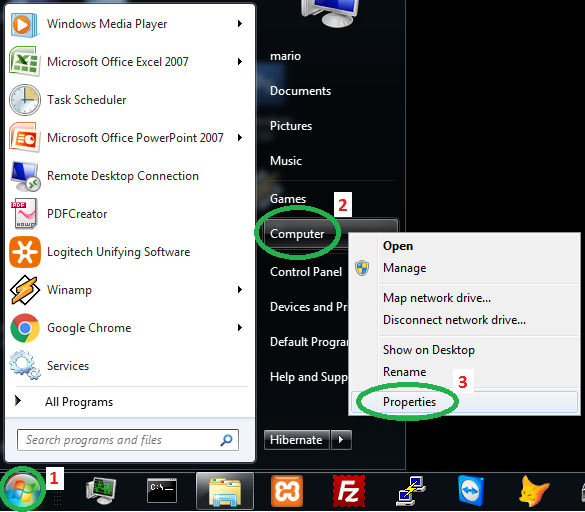 Windows Media Player
Microsoft Office Excel 2007
Task Scheduler
Microsoft Office PowerPoint 2007
Remote Desktop Connection
PDF
PDFCreator
Logitech Unifying Software
Winamp
Google Chrome
Services
All Programs
Search programs and files
mario
Documents
Pictures
Music
Games
2
Computer
Control Panel
Devices and Pr
Default Progra
Help and Supp
Hibernate
Open
Manage
Map network drive...
Disconnect network drive...
Show on Desktop
Rename
3
Properties
1
C:\
FZ